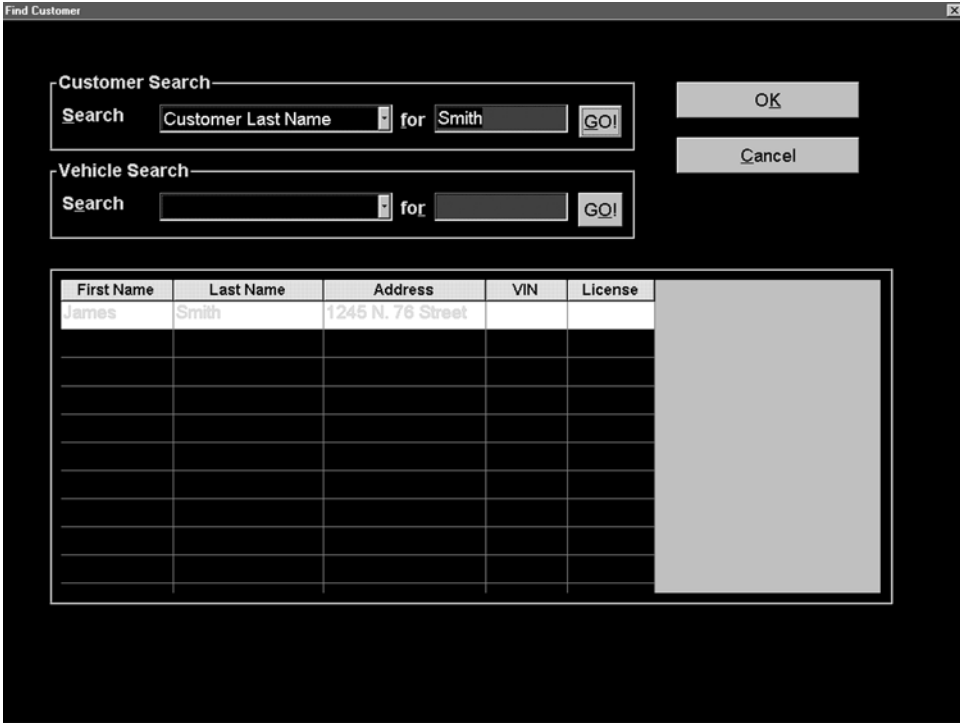 Find Customer
Customer Search
Search Customer Last Name for Smith GO!
OK
Cancel
Vehicle Search
Search for GO!
First Name Last Name Address VIN License
James Smith 1245 N. 76 Street